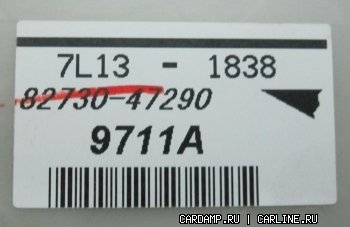 7L13 - 1838
82730-47290
9711A
CARDAMP.RU | CARLINE.RU